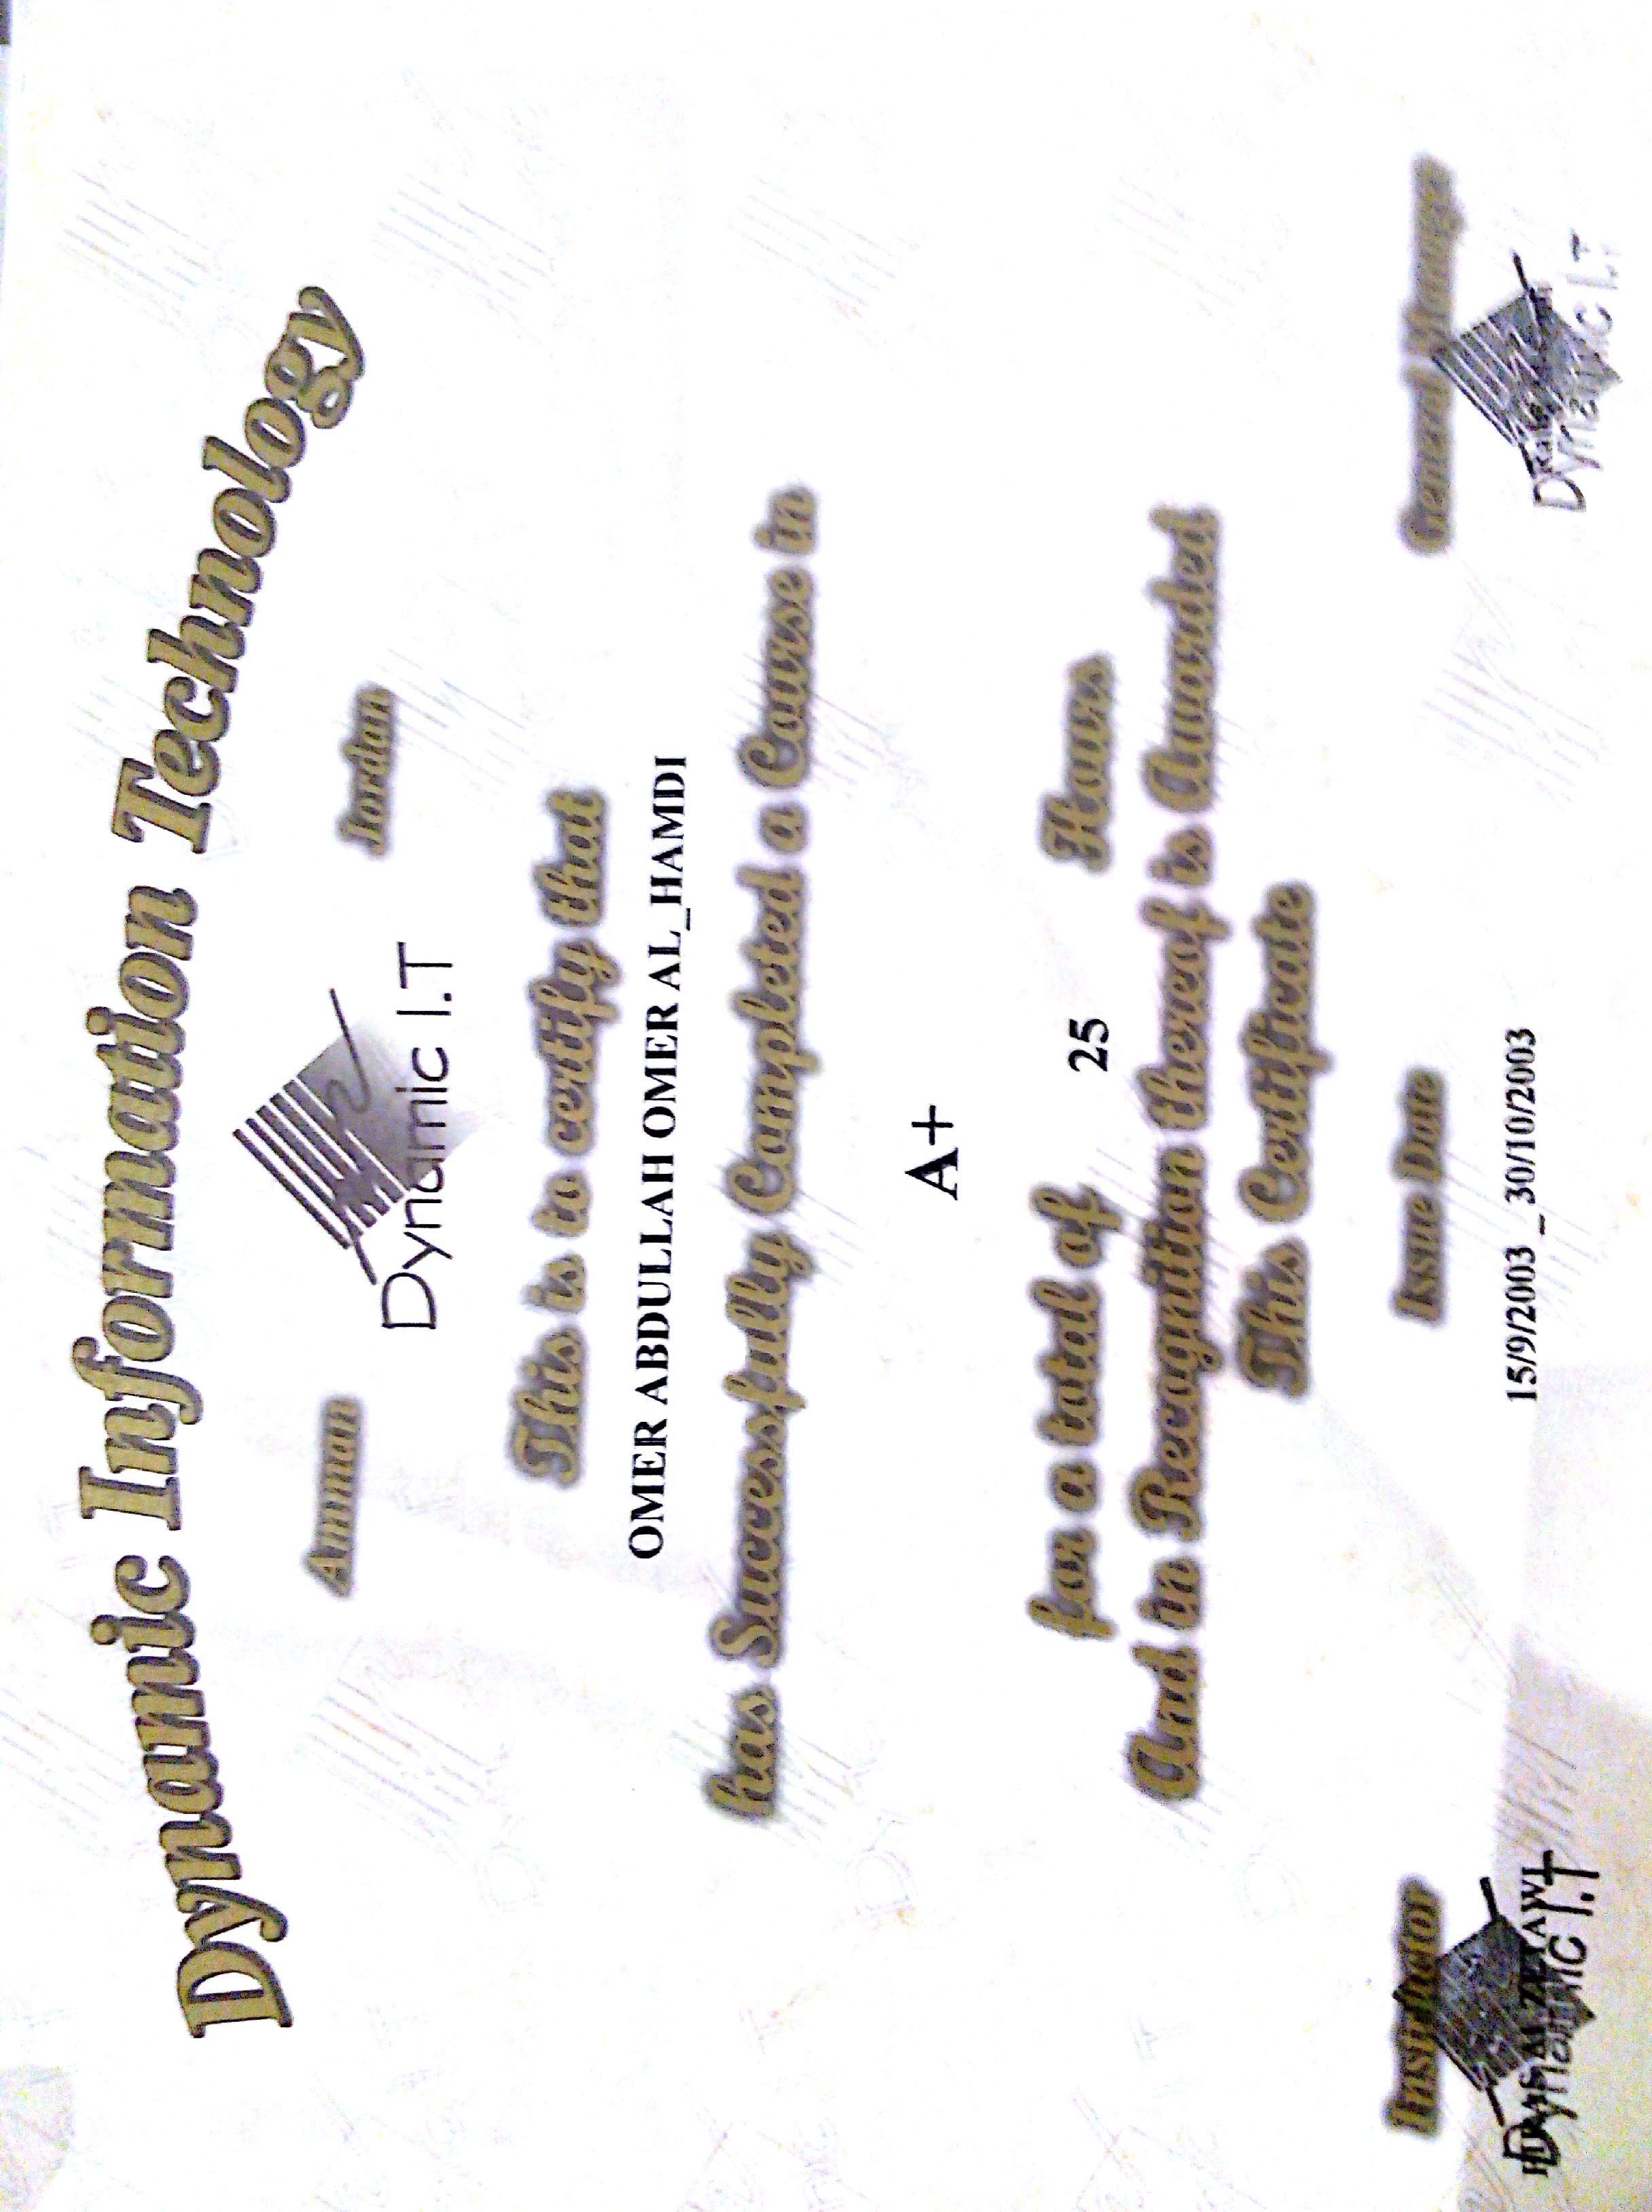 Dynamic Information Technology
Amman Jordan
Dynamic I.T
This is to certify that
OMER ABDULLAH OMER AL_HAMDI
has Successfully Completed a Course in
A+
for a total of 25 Hours
And in Recognition thereof is Awarded
This Certificate
Instructor Issue Date General Manager
15/9/2003 _ 30/10/2003
Dynamic I.T Dynamic I.T